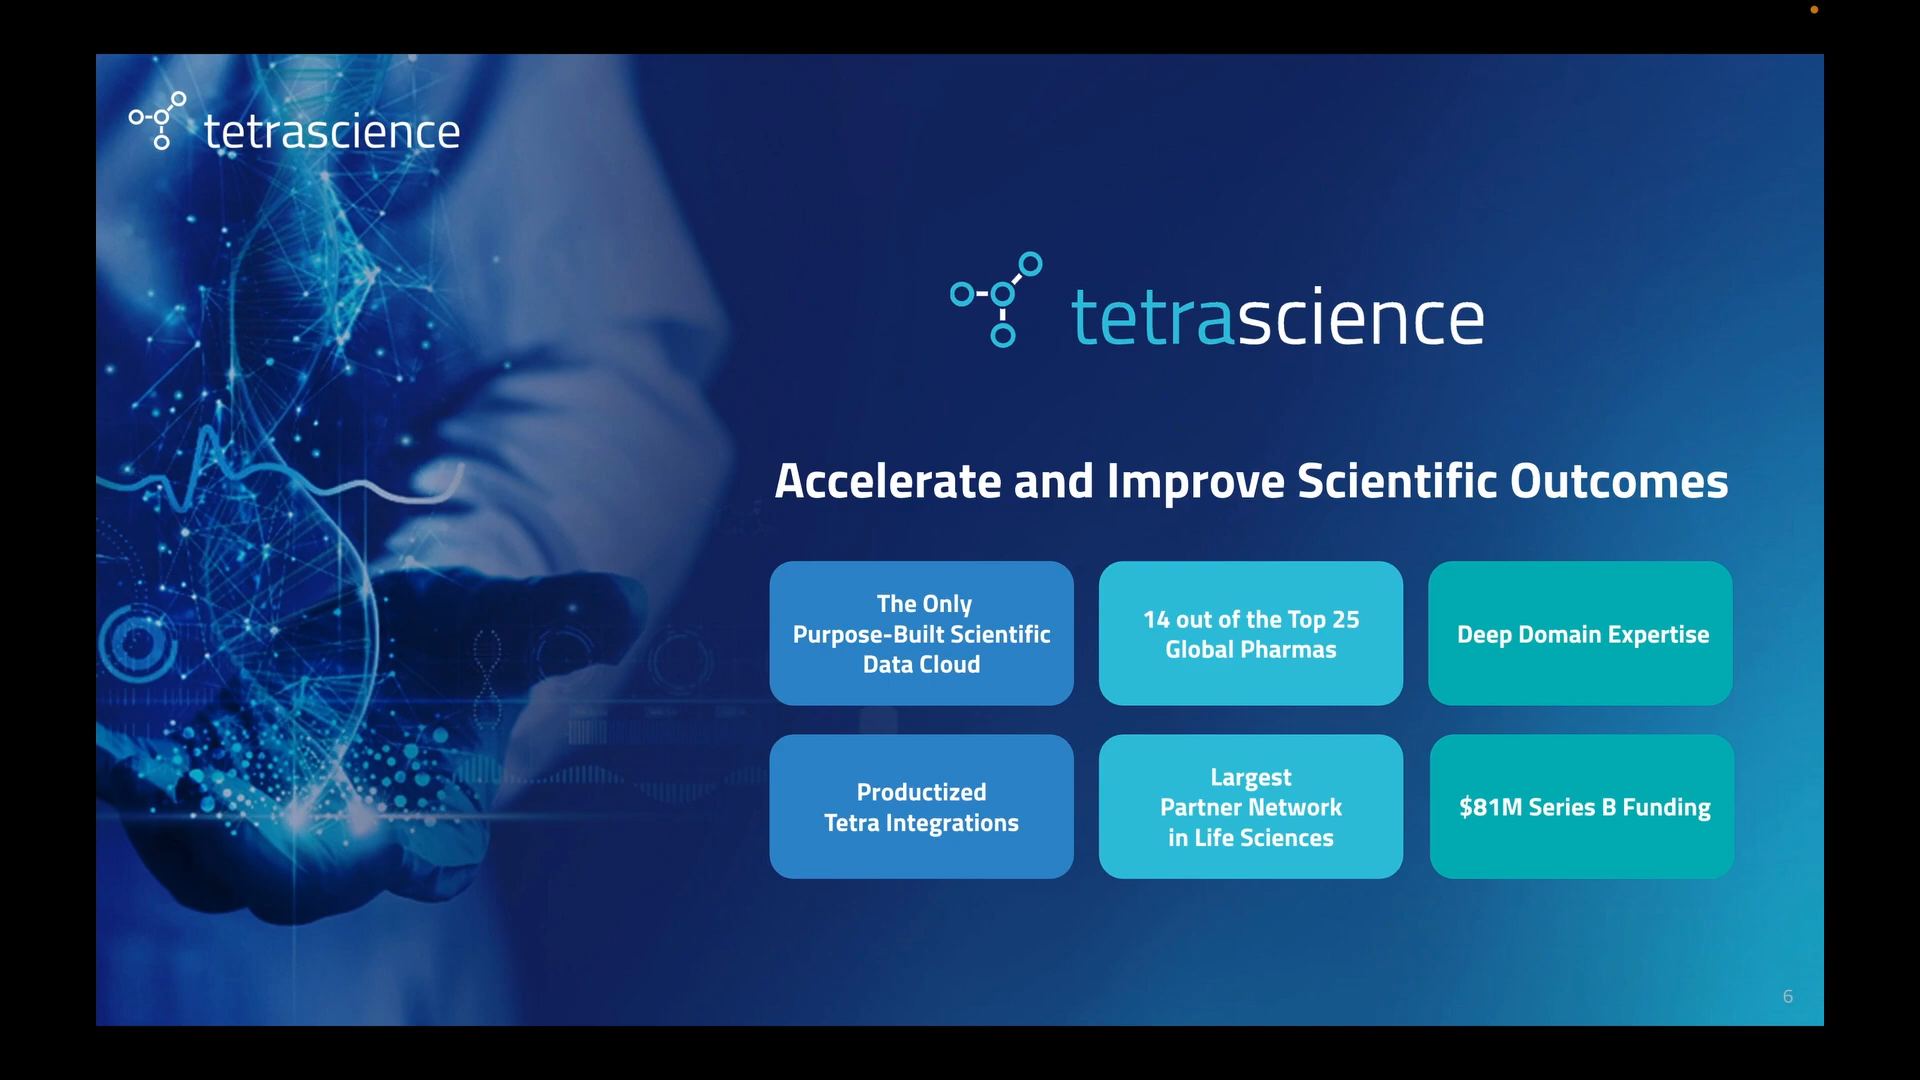 tetrascience
tetrascience
Accelerate and Improve Scientific Outcomes
The Only
Purpose-Built Scientific
Data Cloud
14 out of the Top 25
Global Pharmas
Deep Domain Expertise
Productized
Tetra Integrations
Largest
Partner Network
in Life Sciences
$81M Series B Funding
6